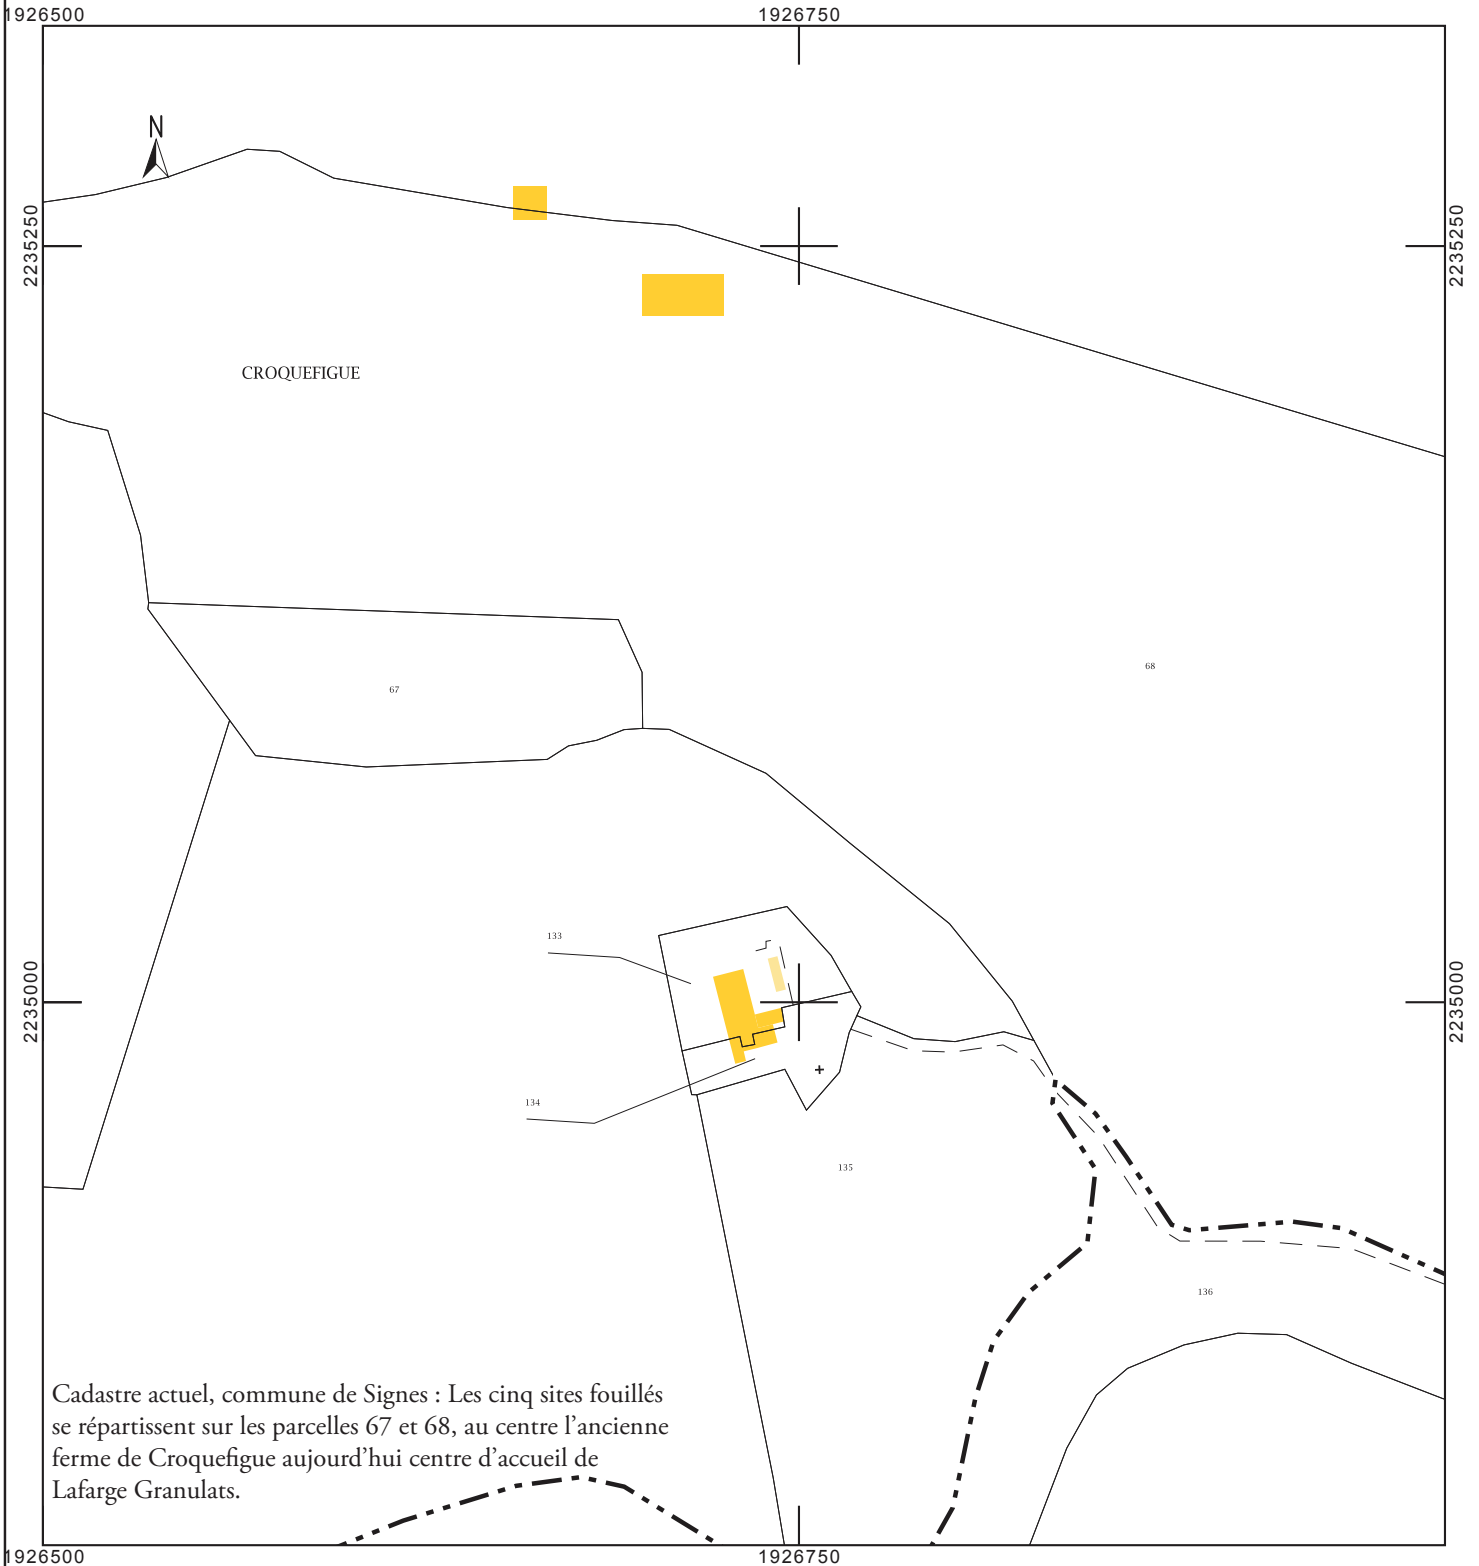 1926500
1926750
N
2235250
2235250
CROQUEFIGUE
68
67
133
2235000
2235000
134
135
136
Cadastre actuel, commune de Signes : Les cinq sites fouillés
se répartissent sur les parcelles 67 et 68, au centre l’ancienne
ferme de Croquefigue aujourd’hui centre d’accueil de
Lafarge Granulats.
1926500
1926750